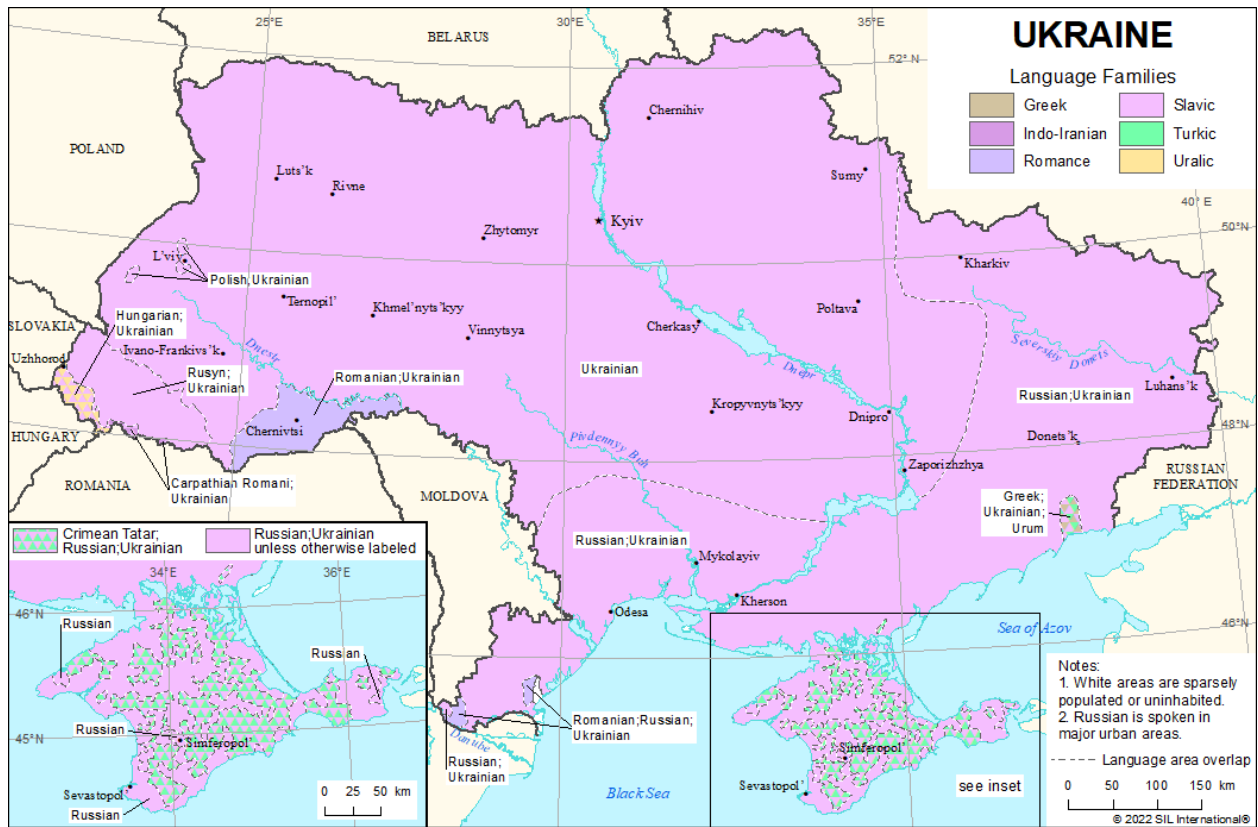 25°E
30°E
35°E
BELARUS
UKRAINE
Language Families
Greek
Slavic
Indo-Iranian
Turkic
Romance
Uralic
52° N
40° E
50° N
POLAND
Chernihiv
Luts'k
Rivne
Sumy
Kyiv
Zhytomyr
L'viv
Kharkiv
Polish;Ukrainian
Ternopil'
Khmel'nyts'kyy
Poltava
Hungarian;
Ukrainian
SLOVAKIA
Cherkasy
Vinnytsya
Uzhhorod
Ivano-Frankivs'k
Dnestr
Severskiy Donets
Rusyn;
Ukrainian
Romanian;Ukrainian
Ukrainian
Dnepr
Luhans'k
Russian;Ukrainian
Kropyvnyts'kyy
Dnipro
Chernivtsi
HUNGARY
Pivdennyy Buh
Donets'k
48° N
Zaporizhzhya
ROMANIA
Carpathian Romani;
Ukrainian
MOLDOVA
RUSSIAN
FEDERATION
Greek;
Ukrainian;
Urum
Crimean Tatar;
Russian;Ukrainian
Russian;Ukrainian
unless otherwise labeled
Russian;Ukrainian
Mykolayiv
34°E
36°E
Kherson
Odesa
46°N
Russian
Sea of Azov
46°N
Russian
Notes:
1. White areas are sparsely
populated or uninhabited.
2. Russian is spoken in
major urban areas.
Language area overlap
0 50 100 150 km
Romanian;Russian;
Ukrainian
Russian
Simferopol'
45°N
Danube
Russian;
Ukrainian
Simferopol'
Sevastopol'
Russian
0 25 50 km
Black Sea
Sevastopol'
see inset
© 2022 SIL International®